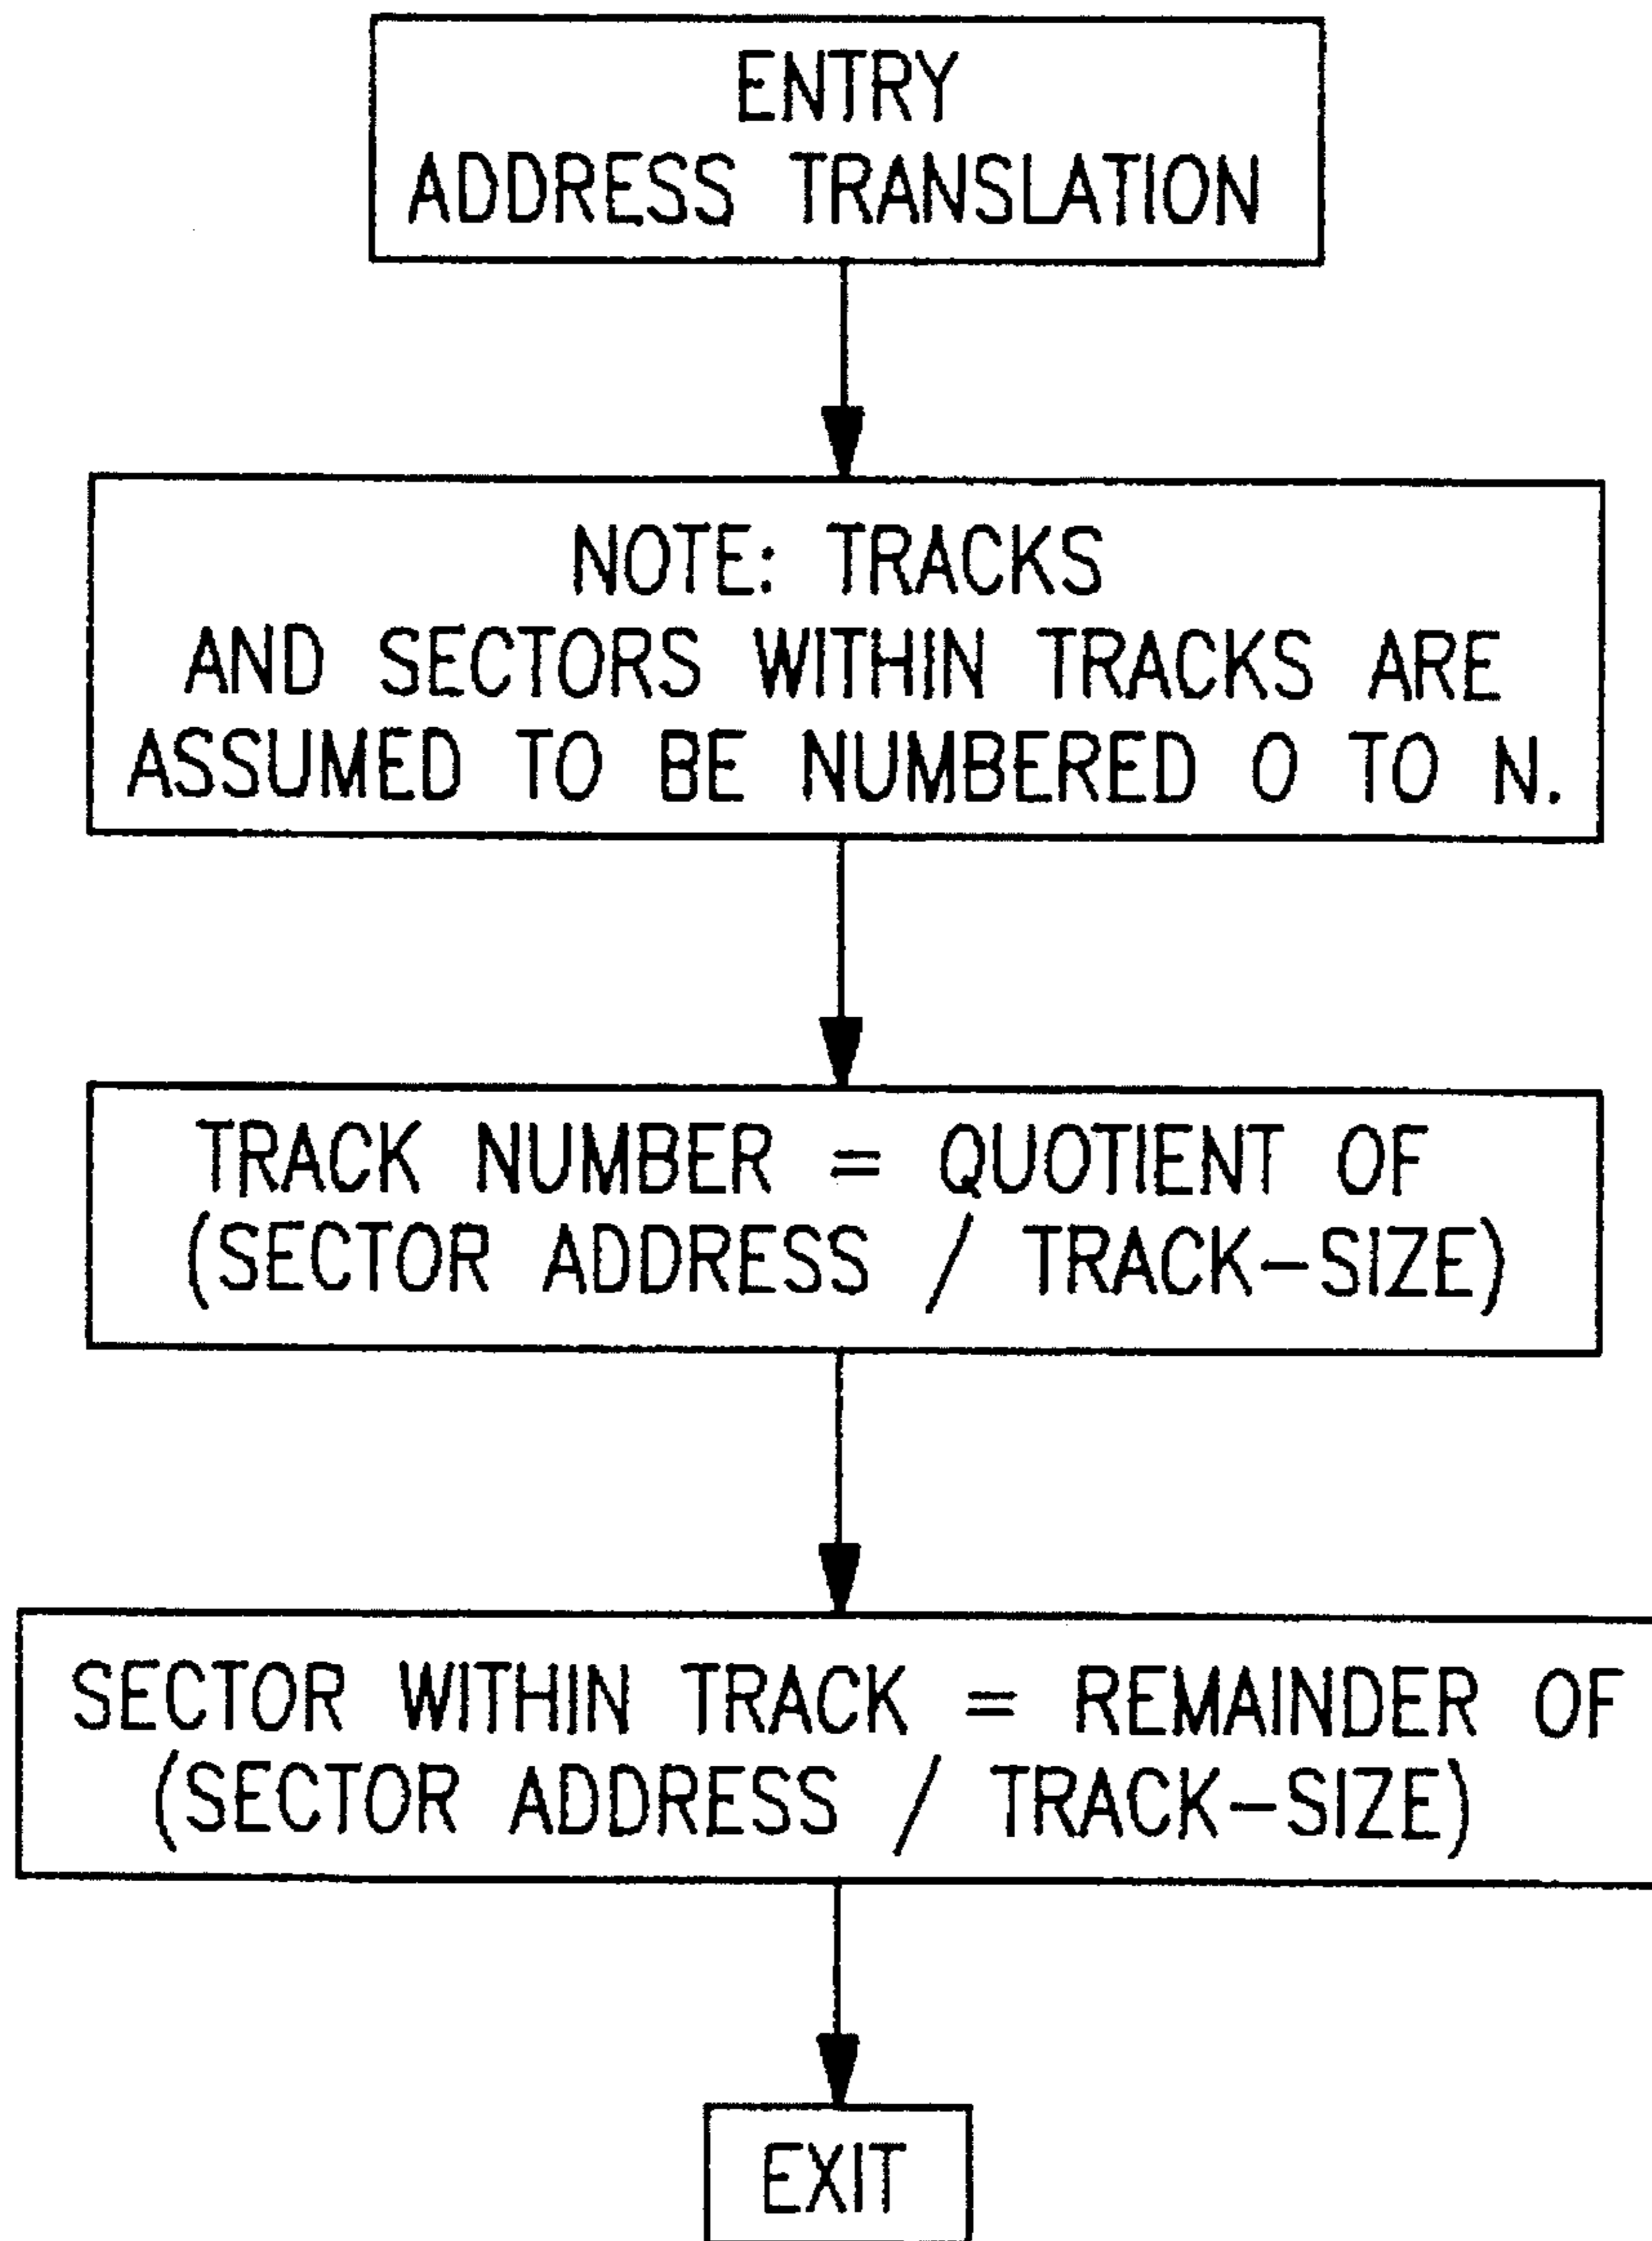 ENTRY
ADDRESS TRANSLATION
NOTE: TRACKS
AND SECTORS WITHIN TRACKS ARE
ASSUMED TO BE NUMBERED 0 TO N.
TRACK NUMBER = QUOTIENT OF
(SECTOR ADDRESS / TRACK-SIZE)
SECTOR WITHIN TRACK = REMAINDER OF
(SECTOR ADDRESS / TRACK-SIZE)
EXIT